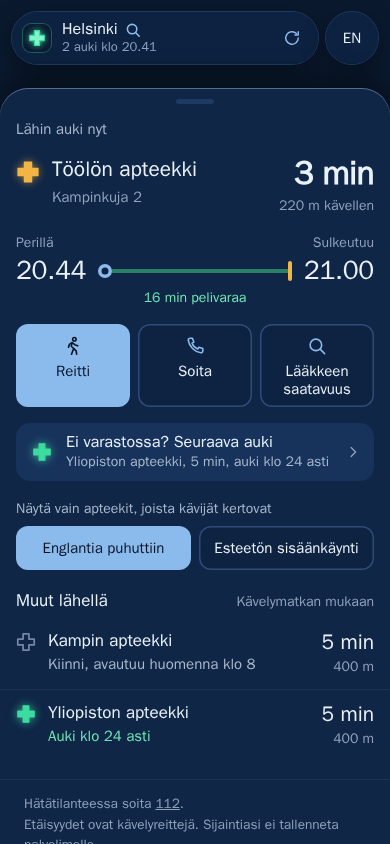 Helsinki
2 auki klo 20.41
EN
Lähin auki nyt
Töölön apteekki
3 min
Kampinkuja 2
220 m kävellen
Perillä
Sulkeutuu
20.44
21.00
16 min pelivaraa
Reitti
Soita
Lääkkeen
saatavuus
Ei varastossa? Seuraava auki
Yliopiston apteekki, 5 min, auki klo 24 asti
Näytä vain apteekit, joista kävijät kertovat
Englantia puhuttiin
Esteetön sisäänkäynti
Muut lähellä
Kävelymatkan mukaan
Kampin apteekki
5 min
Kiinni, avautuu huomenna klo 8
400 m
Yliopiston apteekki
5 min
Auki klo 24 asti
400 m
Hätätilanteessa soita 112.
Etäisyydet ovat kävelyreittejä. Sijaintiasi ei tallenneta
palvelimelle.